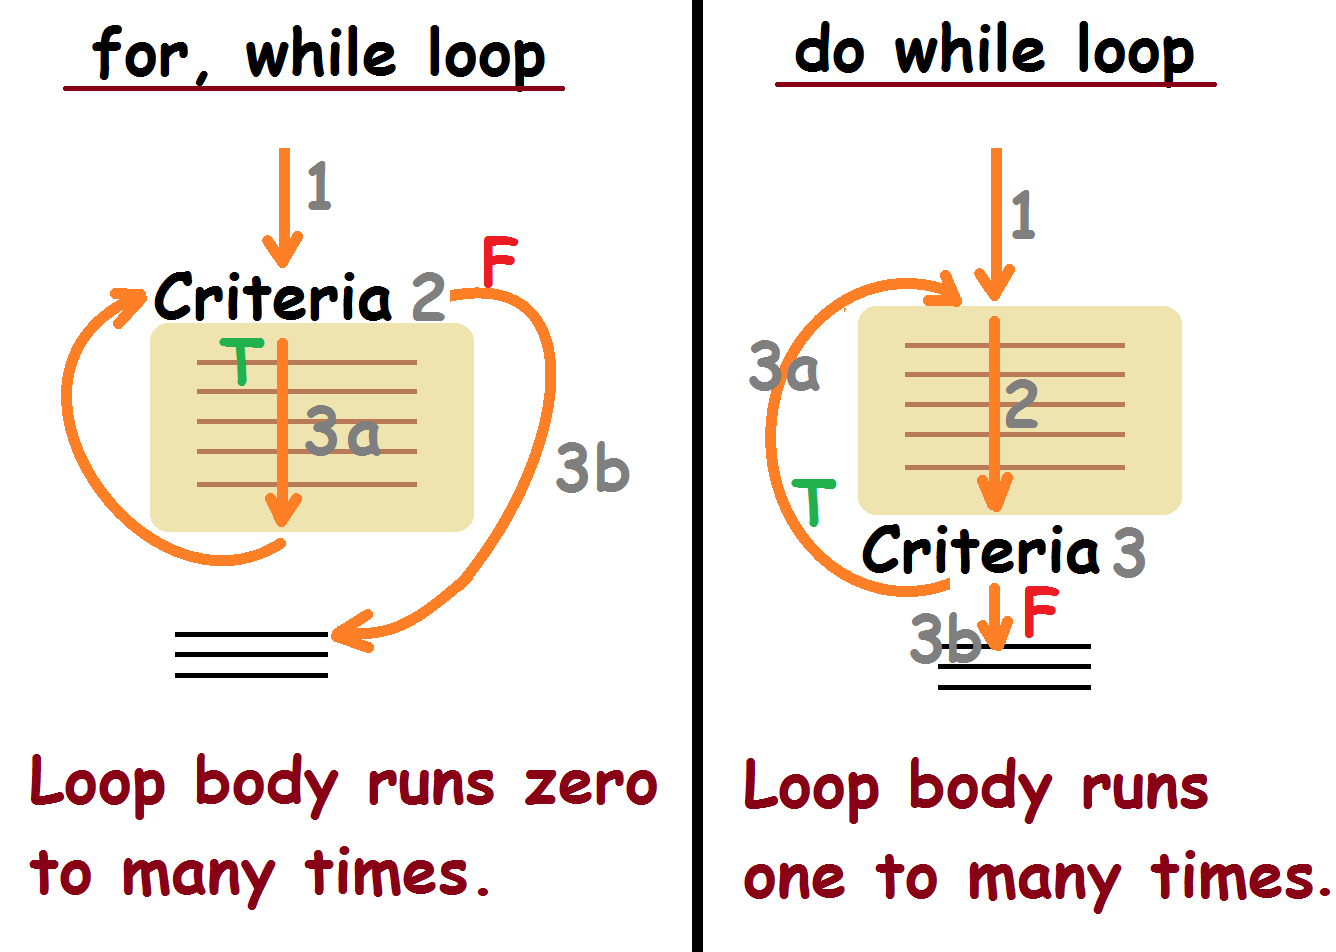 for, while loop
1
Criteria 2
F
T
3a
3b
Loop body runs zero
to many times.
do while loop
1
3a
2
T
Criteria 3
F
3b
Loop body runs
one to many times.